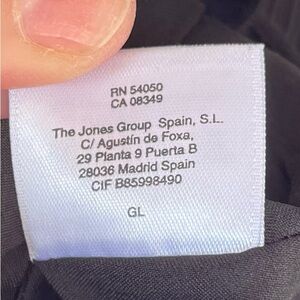 RN 54050
CA 08349
The Jones Group Spain, S.L.
C/ Agustín de Foxa,
29 Planta 9 Puerta B
28036 Madrid Spain
CIF B85998490
GL